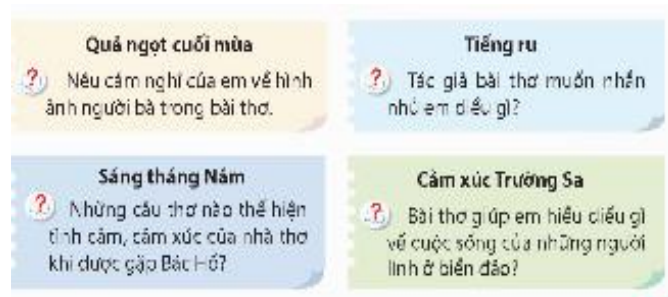 Quả ngọt cuối mùa
? Nêu cảm nghĩ của em về hình
ảnh người bà trong bài thơ.
Tiếng ru
? Tác giả bài thơ muốn nhắn
nhủ em điều gì?
Sáng tháng Năm
? Những câu thơ nào thể hiện
tình cảm, cảm xúc của nhà thơ
khi được gặp Bác Hồ?
Cảm xúc Trường Sa
? Bài thơ giúp em hiểu điều gì
về cuộc sống của những người
lính ở biển đảo?